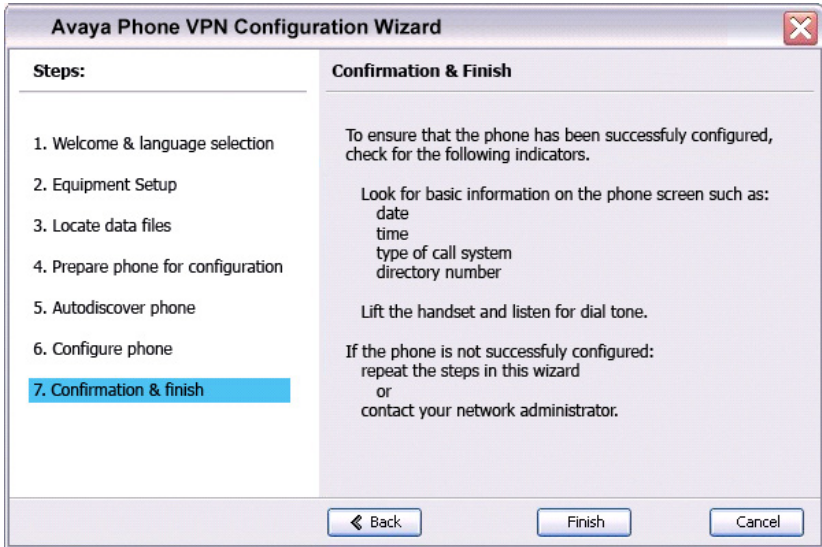 Avaya Phone VPN Configuration Wizard
Steps:
1. Welcome & language selection
2. Equipment Setup
3. Locate data files
4. Prepare phone for configuration
5. Autodiscover phone
6. Configure phone
7. Confirmation & finish
Confirmation & Finish
To ensure that the phone has been successfuly configured,
check for the following indicators.
Look for basic information on the phone screen such as:
date
time
type of call system
directory number
Lift the handset and listen for dial tone.
If the phone is not successfuly configured:
repeat the steps in this wizard
or
contact your network administrator.
Back
Finish
Cancel